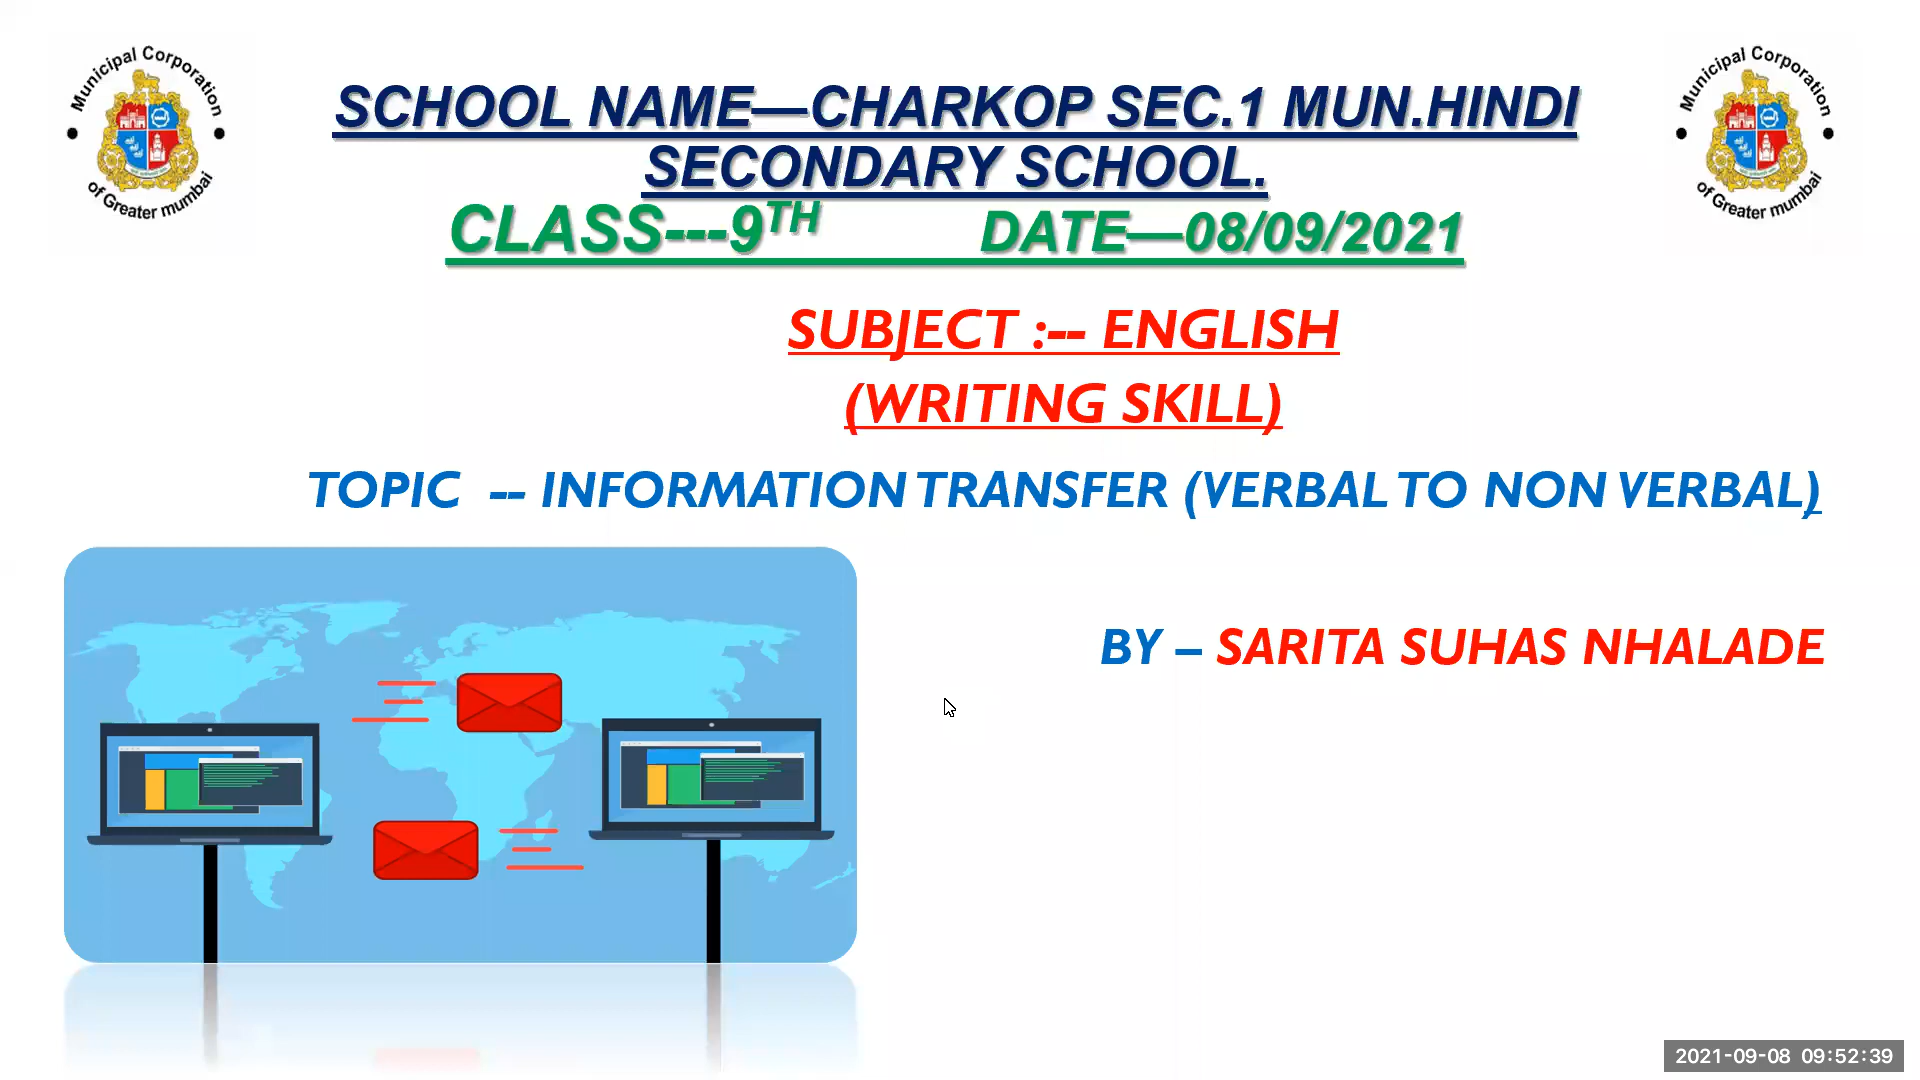 Municipal Corporation
of Greater mumbai
SCHOOL NAME—CHARKOP SEC.1 MUN.HINDI
SECONDARY SCHOOL.
Municipal Corporation
of Greater mumbai
CLASS---9TH DATE—08/09/2021
SUBJECT :-- ENGLISH
(WRITING SKILL)
TOPIC -- INFORMATION TRANSFER (VERBAL TO NON VERBAL)
BY – SARITA SUHAS NHALADE
2021-09-08 09:52:39